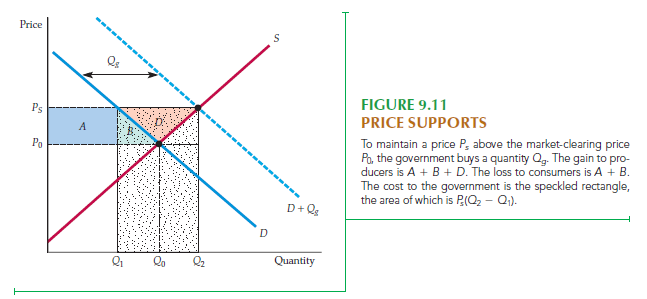 Price
S
Qg
Ps
A
B
D
P0
D + Qg
D
Q1
Q0
Q2
Quantity
FIGURE 9.11
PRICE SUPPORTS
To maintain a price Ps above the market-clearing price
P0, the government buys a quantity Qg. The gain to pro-
ducers is A + B + D. The loss to consumers is A + B.
The cost to the government is the speckled rectangle,
the area of which is Ps(Q2 − Q1).